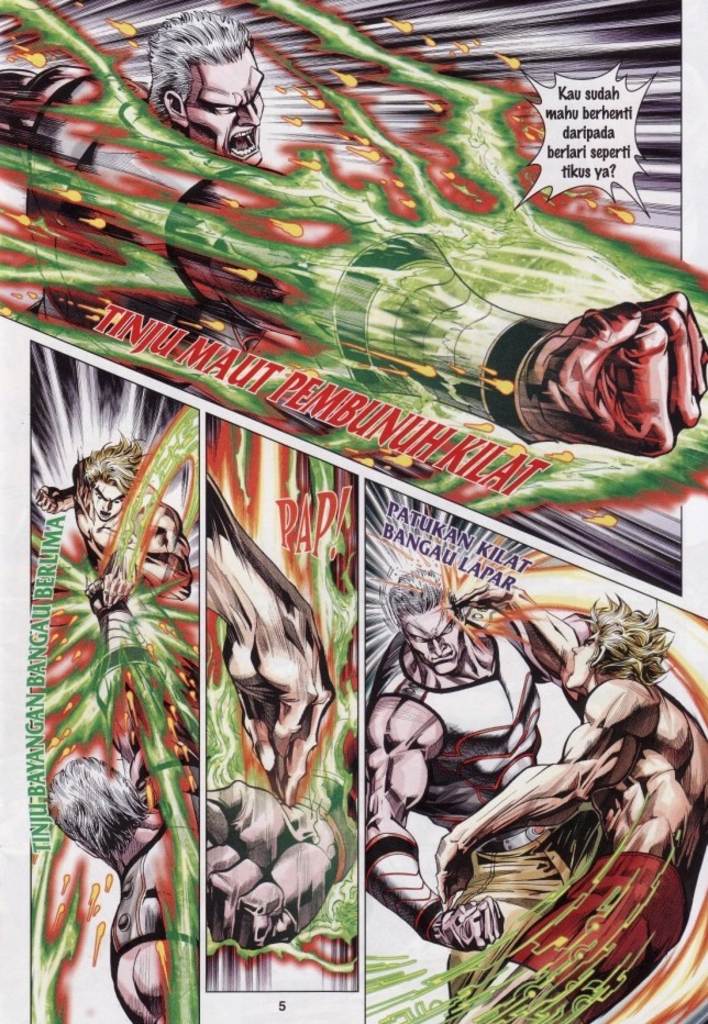 Kau sudah
mahu berhenti
daripada
berlari seperti
tikus ya?
TINJU MAUT PEMBUNUH KILAT
TINJU BAYANGAN BANGAU BERLIMA
PAP!
PATUKAN KILAT
BANGAU LAPAR
5